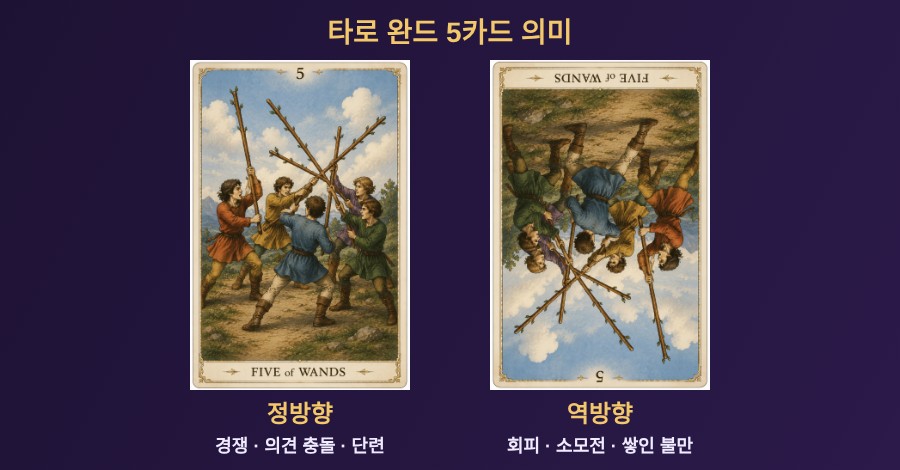 타로 완드 5카드 의미
5
FIVE of WANDS
FIVE of WANDS
5
정방향
역방향
경쟁 · 의견 충돌 · 단련
회피 · 소모전 · 쌓인 불만